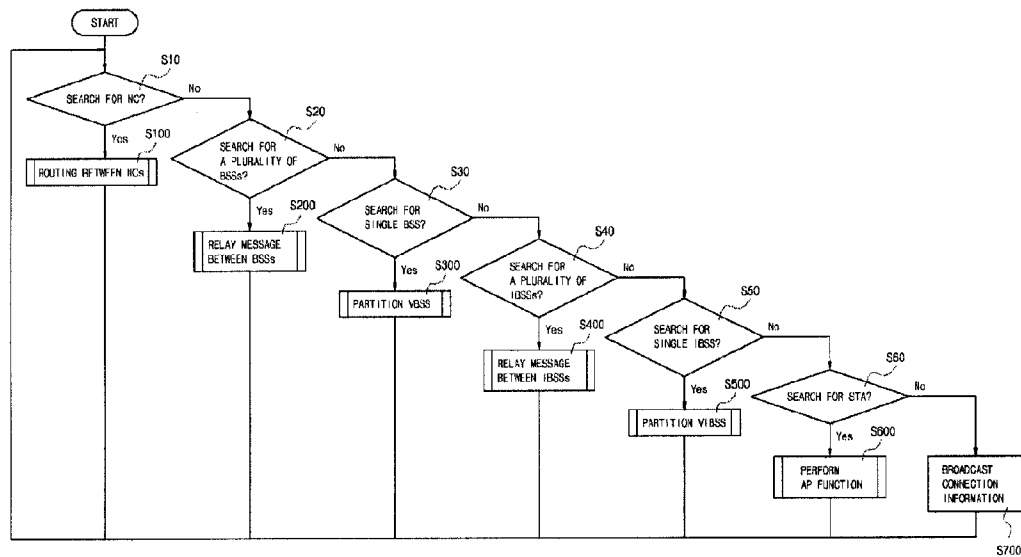 START
S10
SEARCH FOR NC?
No
Yes
S100
ROUTING BETWEEN NCs
S20
SEARCH FOR
A PLURALITY OF
BSSs?
No
Yes
S200
RELAY MESSAGE
BETWEEN BSSs
S30
SEARCH FOR
SINGLE BSS?
No
Yes
S300
PARTITION VBSS
S40
SEARCH FOR
A PLURALITY OF
IBSSs?
No
Yes
S400
RELAY MESSAGE
BETWEEN IBSSs
S50
SEARCH FOR
SINGLE IBSS?
No
Yes
S500
PARTITION VIBSS
S60
SEARCH FOR STA?
No
Yes
S600
PERFORM
AP FUNCTION
BROADCAST
CONNECTION
INFORMATION
S700